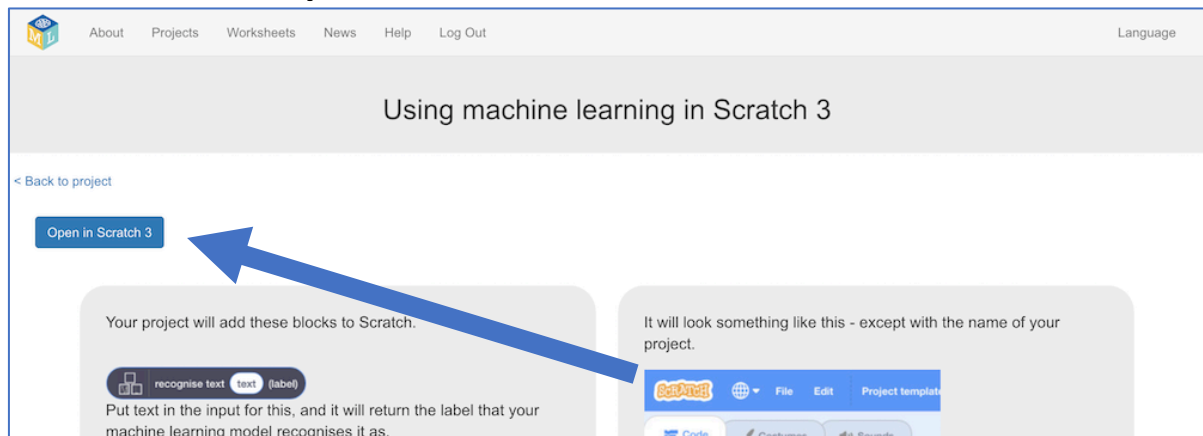 About Projects Worksheets News Help Log Out Language
Using machine learning in Scratch 3
< Back to project
Open in Scratch 3
Your project will add these blocks to Scratch.
recognise text text (label)
Put text in the input for this, and it will return the label that your
machine learning model recognises it as.
It will look something like this - except with the name of your
project.
SCRATCH File Edit Project template
Code Costumes Sounds